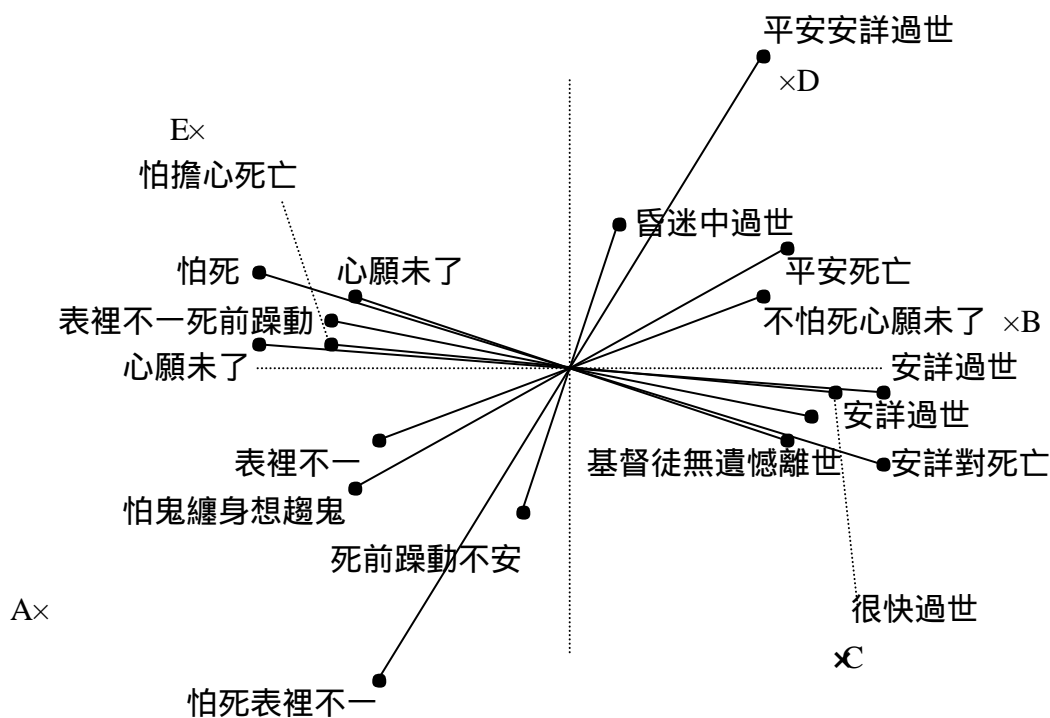 平安安詳過世
×D
E×
怕擔心死亡
昏迷中過世
怕死
心願未了
平安死亡
表裡不一死前躁動
不怕死心願未了
×B
心願未了
安詳過世
安詳過世
表裡不一
基督徒無遺憾離世
安詳對死亡
怕鬼纏身想趨鬼
死前躁動不安
A×
很快過世
×C
怕死表裡不一